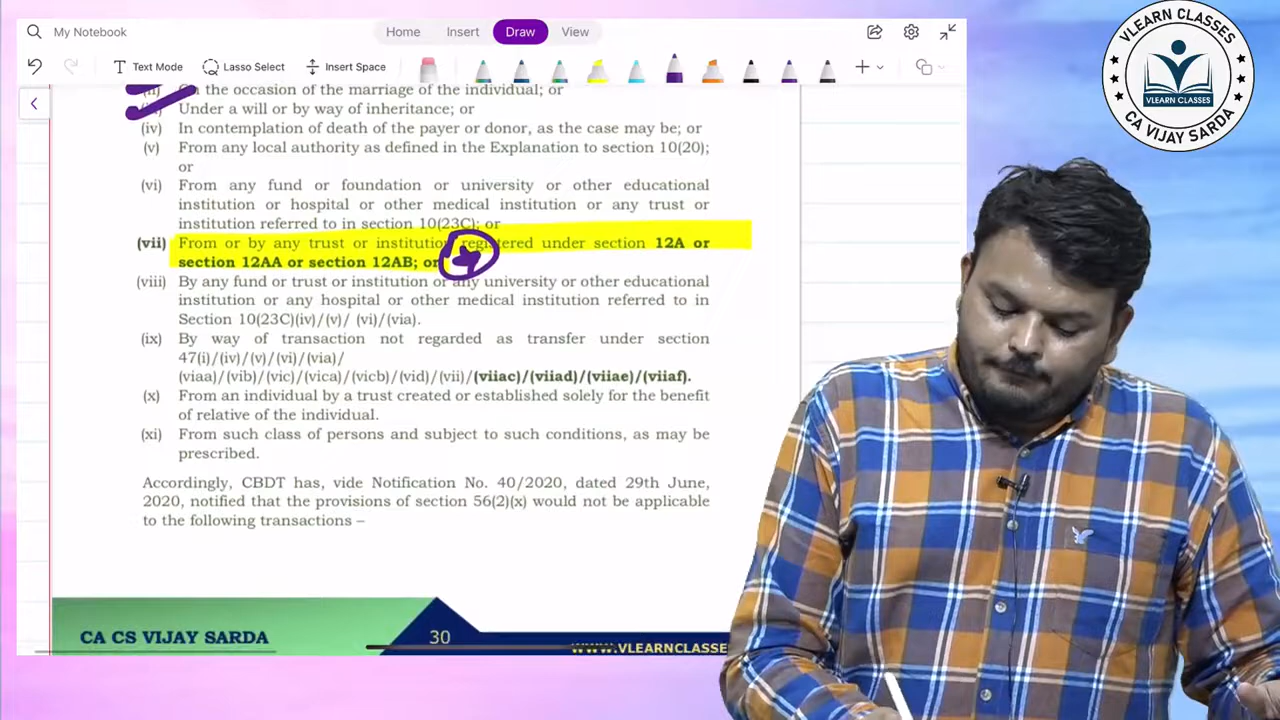 My Notebook
Home Insert Draw View
Text Mode Lasso Select Insert Space
the occasion of the marriage of the individual; or
Under a will or by way of inheritance; or
(iv) In contemplation of death of the payer or donor, as the case may be; or
(v) From any local authority as defined in the Explanation to section 10(20);
or
(vi) From any fund or foundation or university or other educational
institution or hospital or other medical institution or any trust or
institution referred to in section 10(23C); or
(vii) From or by any trust or institution registered under section 12A or
section 12AA or section 12AB; or
(viii) By any fund or trust or institution or any university or other educational
institution or any hospital or other medical institution referred to in
Section 10(23C)(iv)/(v)/ (vi)/(via).
(ix) By way of transaction not regarded as transfer under section
47(i)/(iv)/(v)/(vi)/(via)/
(viaa)/(vib)/(vic)/(vica)/(vicb)/(vid)/(vii)/(viiac)/(viiad)/(viiae)/(viiaf).
(x) From an individual by a trust created or established solely for the benefit
of relative of the individual.
(xi) From such class of persons and subject to such conditions, as may be
prescribed.
Accordingly, CBDT has, vide Notification No. 40/2020, dated 29th June,
2020, notified that the provisions of section 56(2)(x) would not be applicable
to the following transactions –
CA CS VIJAY SARDA
30
WWW.VLEARNCLASSE
VLEARN CLASSES
VLEARN CLASSES
CA VIJAY SARDA